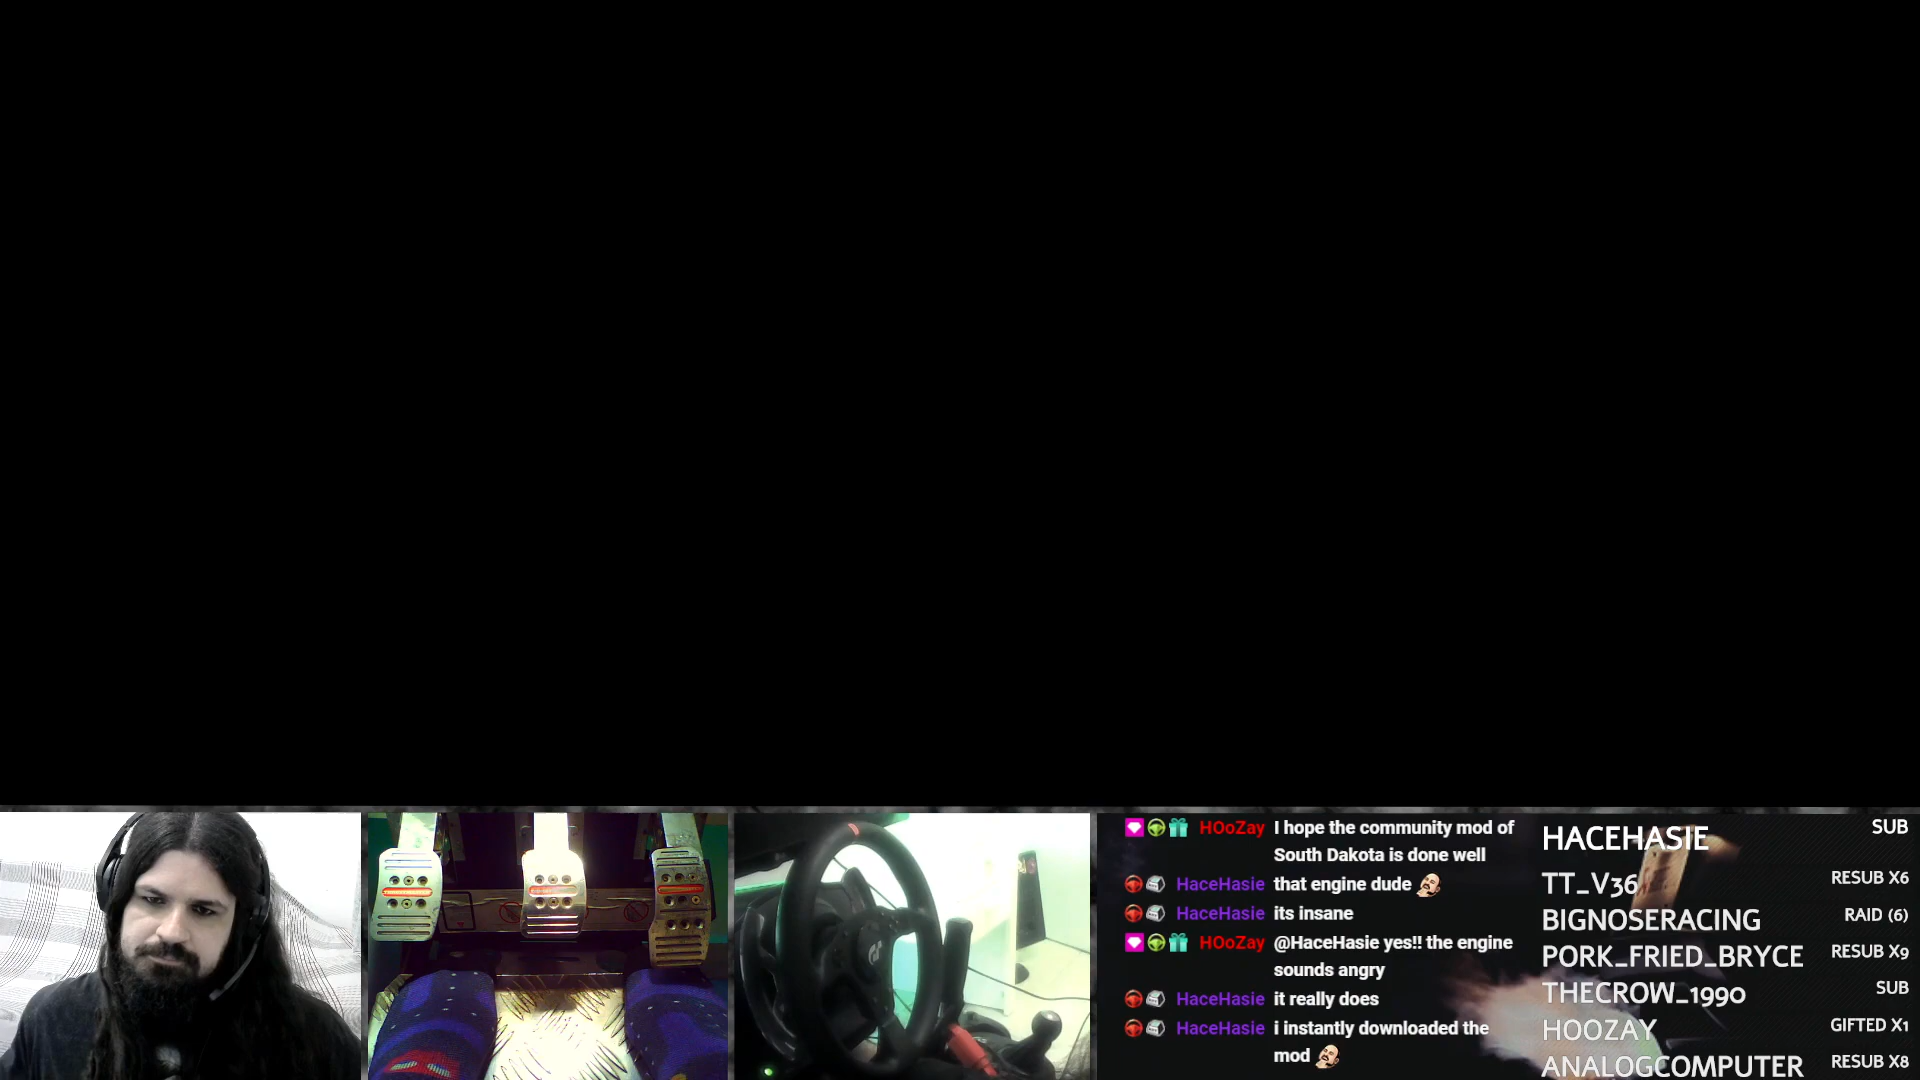 HOoZay I hope the community mod of
South Dakota is done well
HaceHasie that engine dude
HaceHasie its insane
HOoZay @HaceHasie yes!! the engine
sounds angry
HaceHasie it really does
HaceHasie i instantly downloaded the
mod
HACEHASIE SUB
TT_V36 RESUB X6
BIGNOSERACING RAID (6)
PORK_FRIED_BRYCE RESUB X9
THECROW_1990 SUB
HOOZAY GIFTED X1
ANALOGCOMPUTER RESUB X8